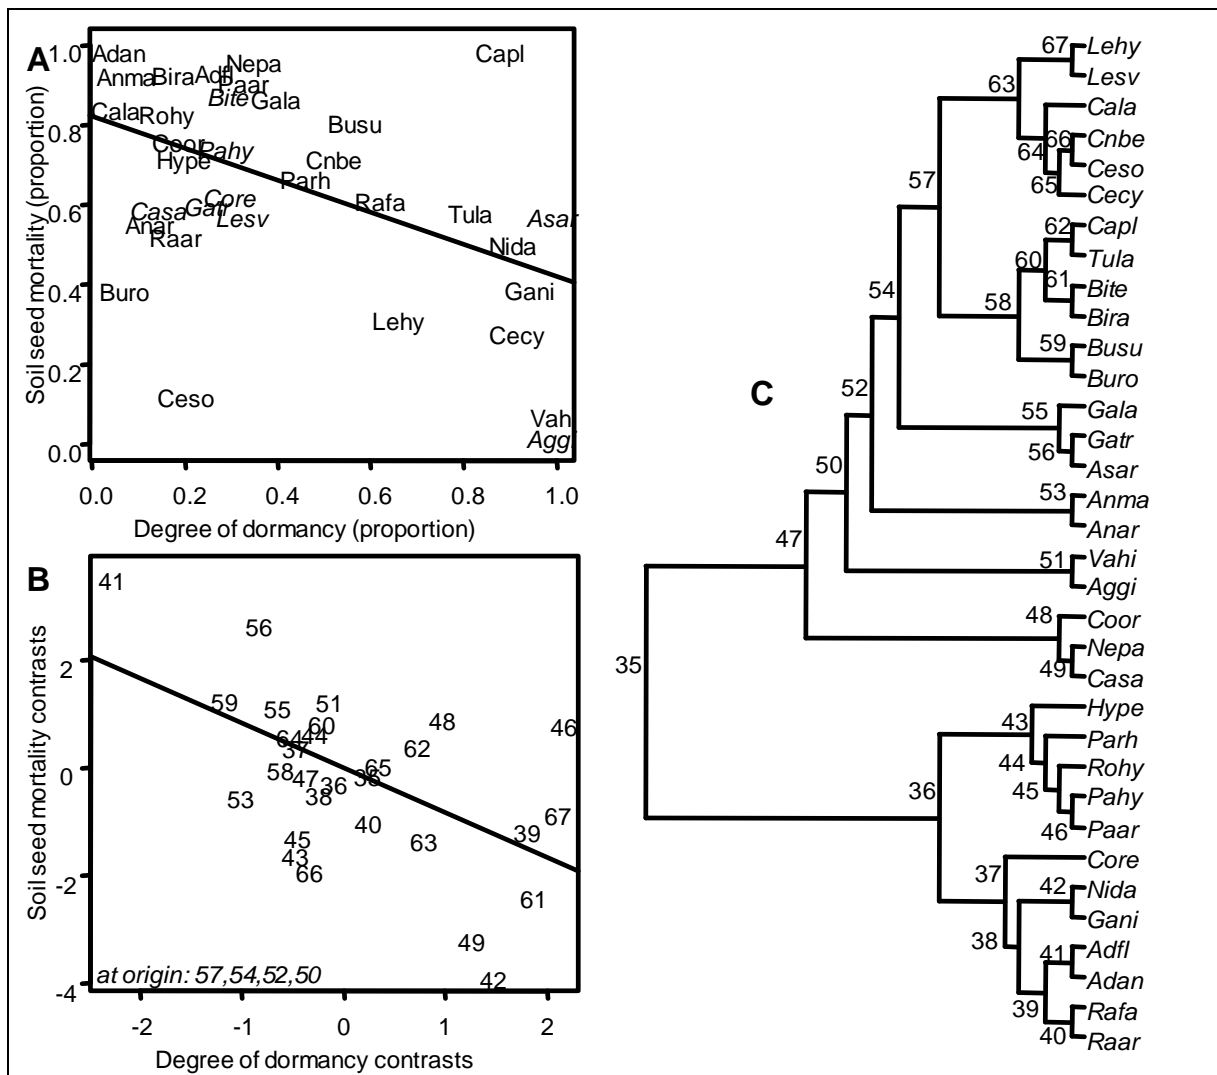 A
Soil seed mortality (proportion)
1.0
0.8
0.6
0.4
0.2
0.0
Adan
Capl
Nepa
Anma
Bira
Adfl
Paar
Bite
Gala
Cala
Rohy
Busu
Coor
Pahy
Hype
Cnbe
Parh
Core
Rafa
Casa
Gatr
Lesv
Tula
Asar
Anar
Raar
Nida
Buro
Gani
Lehy
Cecy
Ceso
Vahi
Aggi
0.0 0.2 0.4 0.6 0.8 1.0
Degree of dormancy (proportion)
B
Soil seed mortality contrasts
2
0
-2
-4
41
56
59
55
51
60
48
46
64
44
37
62
58
47
65
35
36
53
38
40
67
39
45
63
43
66
61
49
42
at origin: 57,54,52,50
-2 -1 0 1 2
Degree of dormancy contrasts
C
67 Lehy
Lesv
63
Cala
66 Cnbe
64
Ceso
65 Cecy
57
62 Capl
Tula
60
61 Bite
54
58 Bira
59 Busu
Buro
52
55 Gala
Gatr
56 Asar
50
53 Anma
Anar
47
51 Vahi
Aggi
48 Coor
Nepa
35
49 Casa
43 Hype
Parh
44 Rohy
45 Pahy
36
46 Paar
Core
37
42 Nida
Gani
38
41 Adfl
Adan
39 Rafa
40 Raar